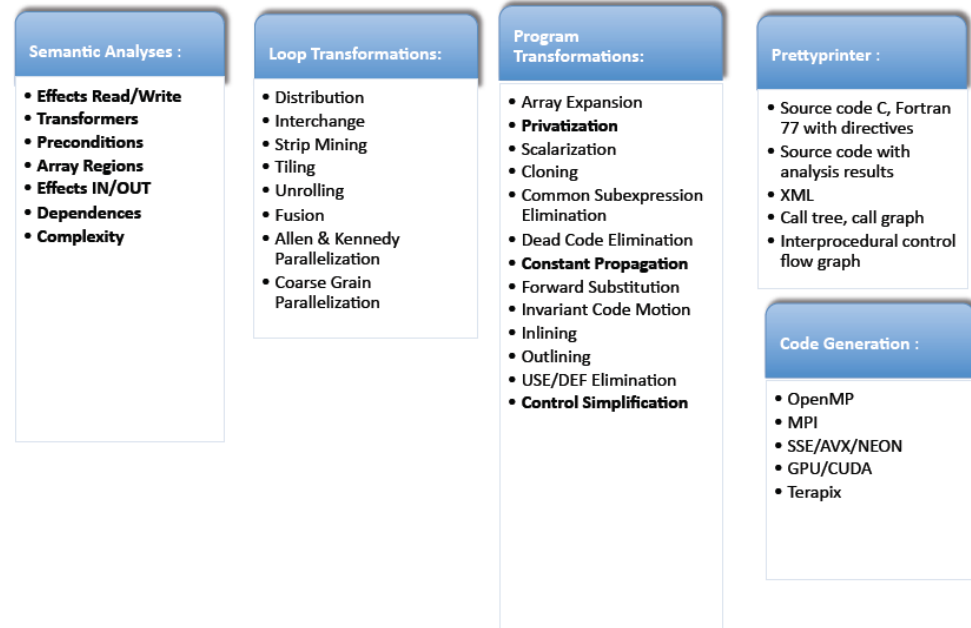 Semantic Analyses :
• Effects Read/Write
• Transformers
• Preconditions
• Array Regions
• Effects IN/OUT
• Dependences
• Complexity
Loop Transformations:
• Distribution
• Interchange
• Strip Mining
• Tiling
• Unrolling
• Fusion
• Allen & Kennedy
Parallelization
• Coarse Grain
Parallelization
Program
Transformations:
• Array Expansion
• Privatization
• Scalarization
• Cloning
• Common Subexpression
Elimination
• Dead Code Elimination
• Constant Propagation
• Forward Substitution
• Invariant Code Motion
• Inlining
• Outlining
• USE/DEF Elimination
• Control Simplification
Prettyprinter :
• Source code C, Fortran
77 with directives
• Source code with
analysis results
• XML
• Call tree, call graph
• Interprocedural control
flow graph
Code Generation :
• OpenMP
• MPI
• SSE/AVX/NEON
• GPU/CUDA
• Terapix